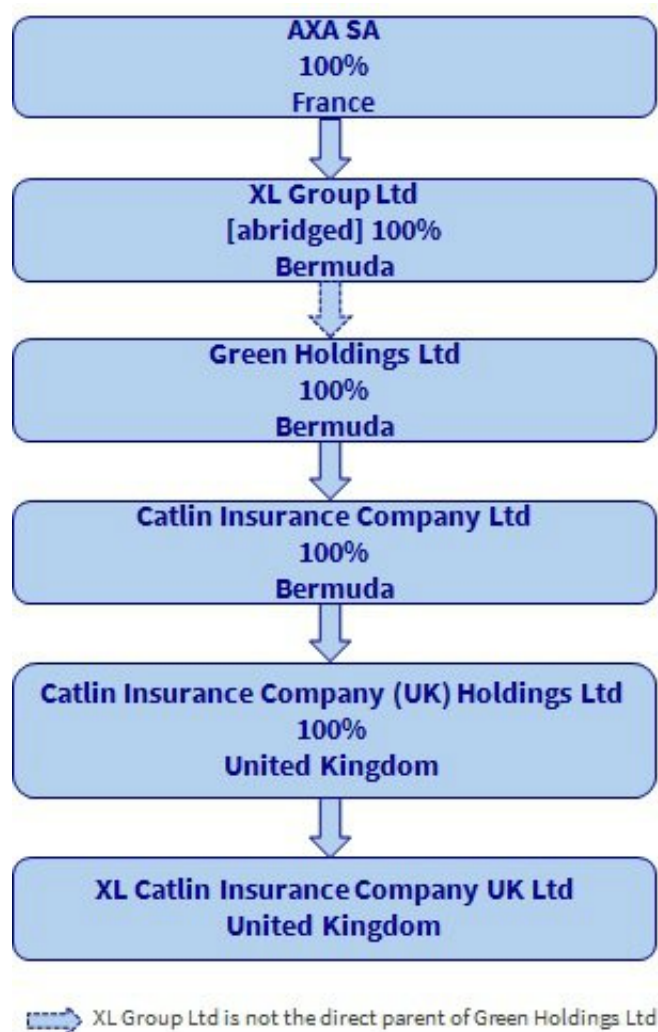 AXA SA
100%
France
XL Group Ltd
[abridged] 100%
Bermuda
Green Holdings Ltd
100%
Bermuda
Catlin Insurance Company Ltd
100%
Bermuda
Catlin Insurance Company (UK) Holdings Ltd
100%
United Kingdom
XL Catlin Insurance Company UK Ltd
United Kingdom
XL Group Ltd is not the direct parent of Green Holdings Ltd